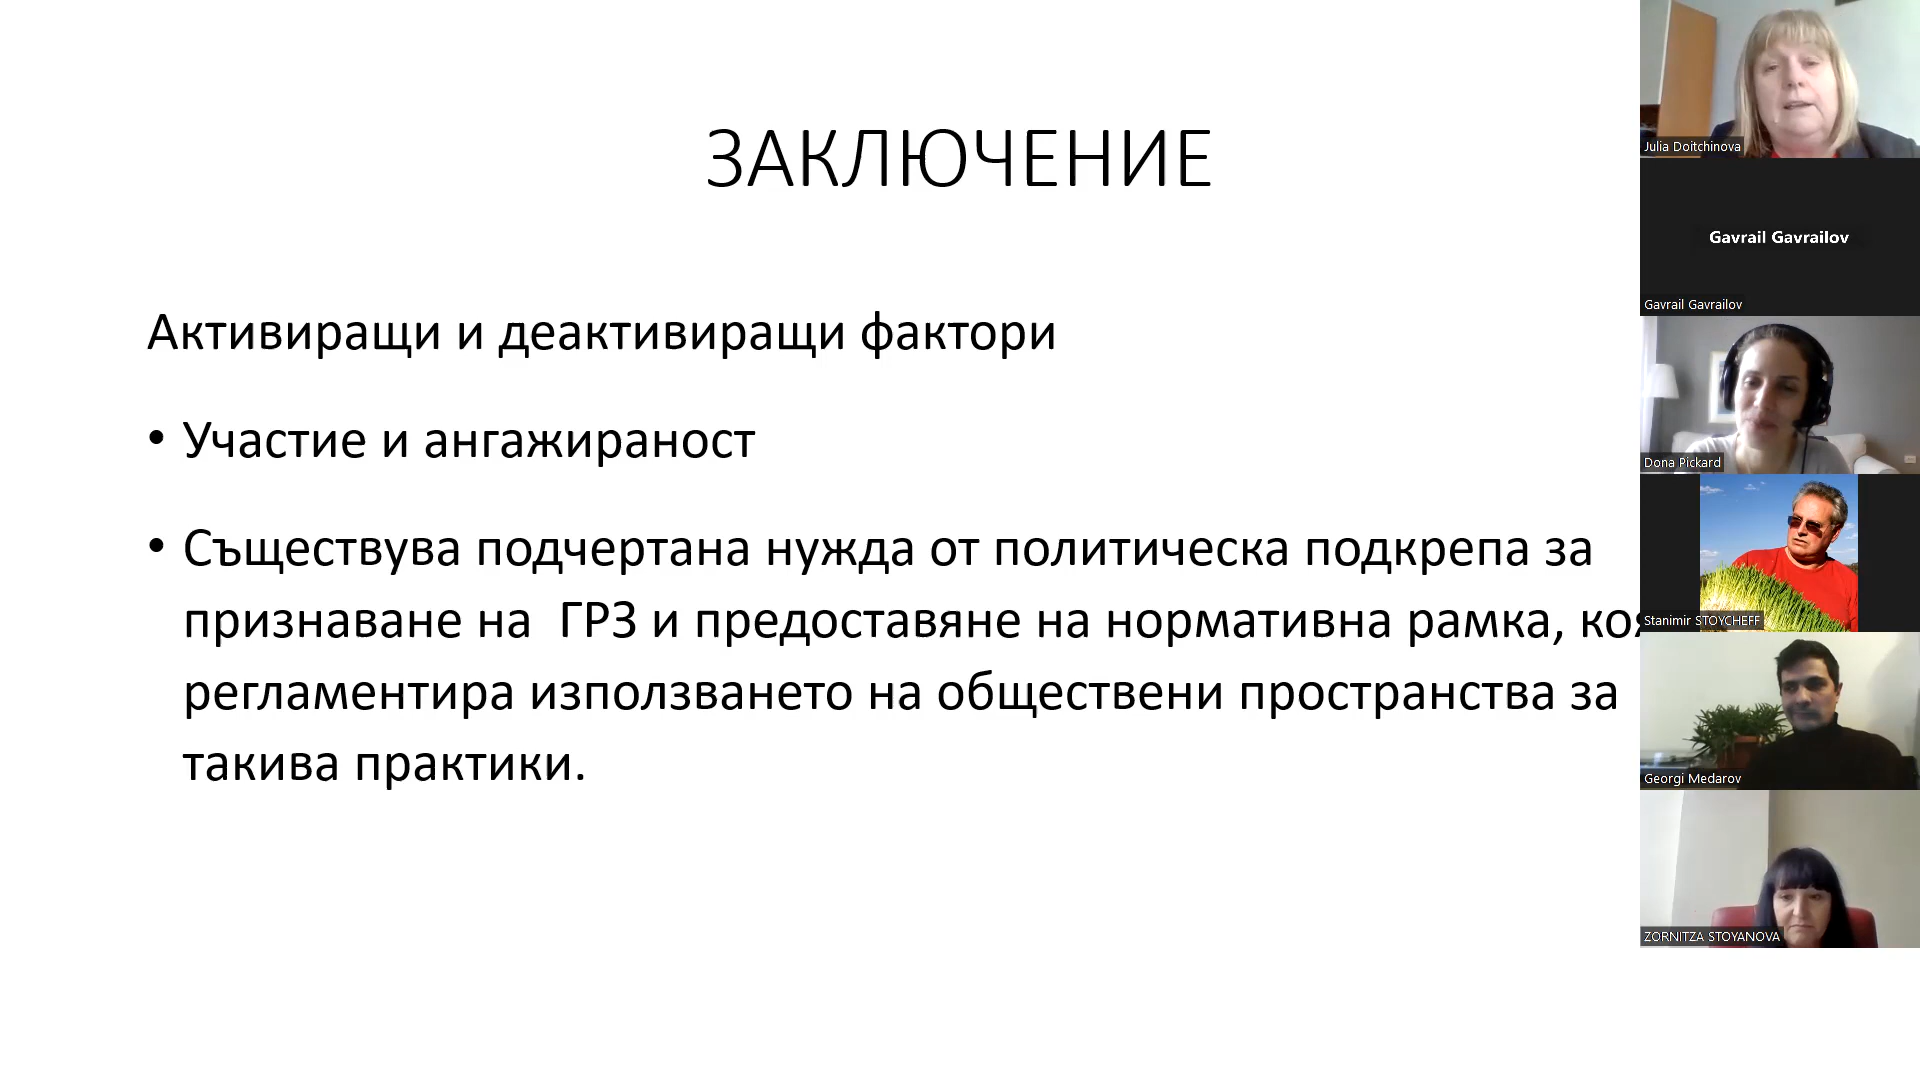 ЗАКЛЮЧЕНИЕ
Активиращи и деактивиращи фактори
• Участие и ангажираност
• Съществува подчертана нужда от политическа подкрепа за
признаване на ГРЗ и предоставяне на нормативна рамка,
регламентира използването на обществени пространства за
такива практики.
Julia Doitchinova
Gavrail Gavrailov
Gavrail Gavrailov
Dona Pickard
Stanimir STOYCHEFF
Georgi Medarov
ZORNITZA STOYANOVA